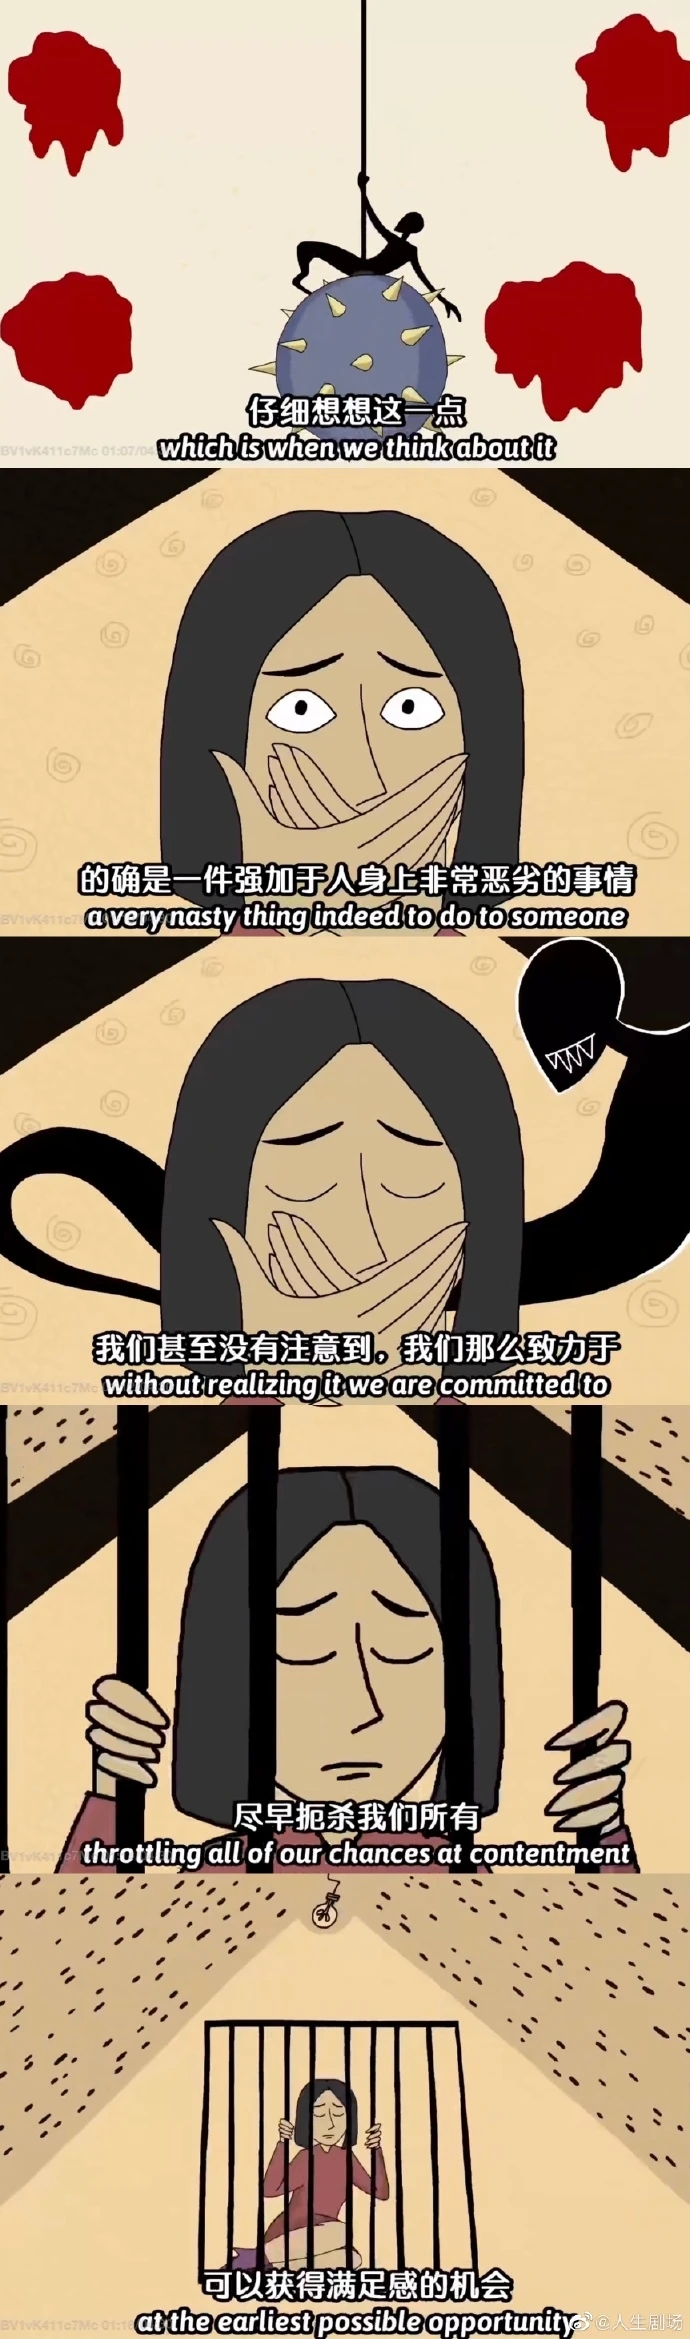 仔细想想这一点
BV1vK411c7Mc 01:07/04:
which is when we think about it
的确是一件强加于人身上非常恶劣的事情
a very nasty thing indeed to do to someone
我们甚至没有注意到，我们那么致力于
without realizing it we are committed to
尽早扼杀我们所有
throttling all of our chances at contentment
可以获得满足感的机会
at the earliest possible opportunity
@人生剧场